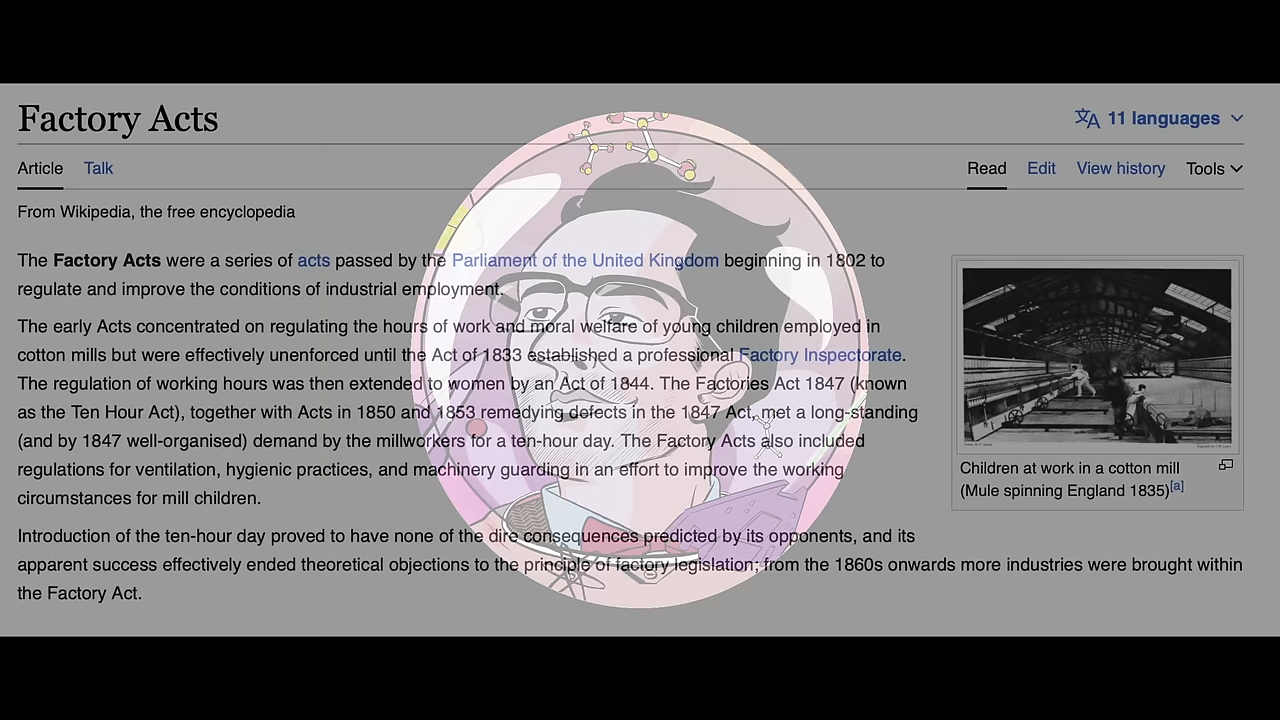 Factory Acts
11 languages
Article Talk
Read Edit View history Tools
From Wikipedia, the free encyclopedia
The Factory Acts were a series of acts passed by the Parliament of the United Kingdom beginning in 1802 to
regulate and improve the conditions of industrial employment.
The early Acts concentrated on regulating the hours of work and moral welfare of young children employed in
cotton mills but were effectively unenforced until the Act of 1833 established a professional Factory Inspectorate.
The regulation of working hours was then extended to women by an Act of 1844. The Factories Act 1847 (known
as the Ten Hour Act), together with Acts in 1850 and 1853 remedying defects in the 1847 Act, met a long-standing
(and by 1847 well-organised) demand by the millworkers for a ten-hour day. The Factory Acts also included
regulations for ventilation, hygienic practices, and machinery guarding in an effort to improve the working
circumstances for mill children.
Children at work in a cotton mill
(Mule spinning England 1835)[a]
Introduction of the ten-hour day proved to have none of the dire consequences predicted by its opponents, and its
apparent success effectively ended theoretical objections to the principle of factory legislation; from the 1860s onwards more industries were brought within
the Factory Act.